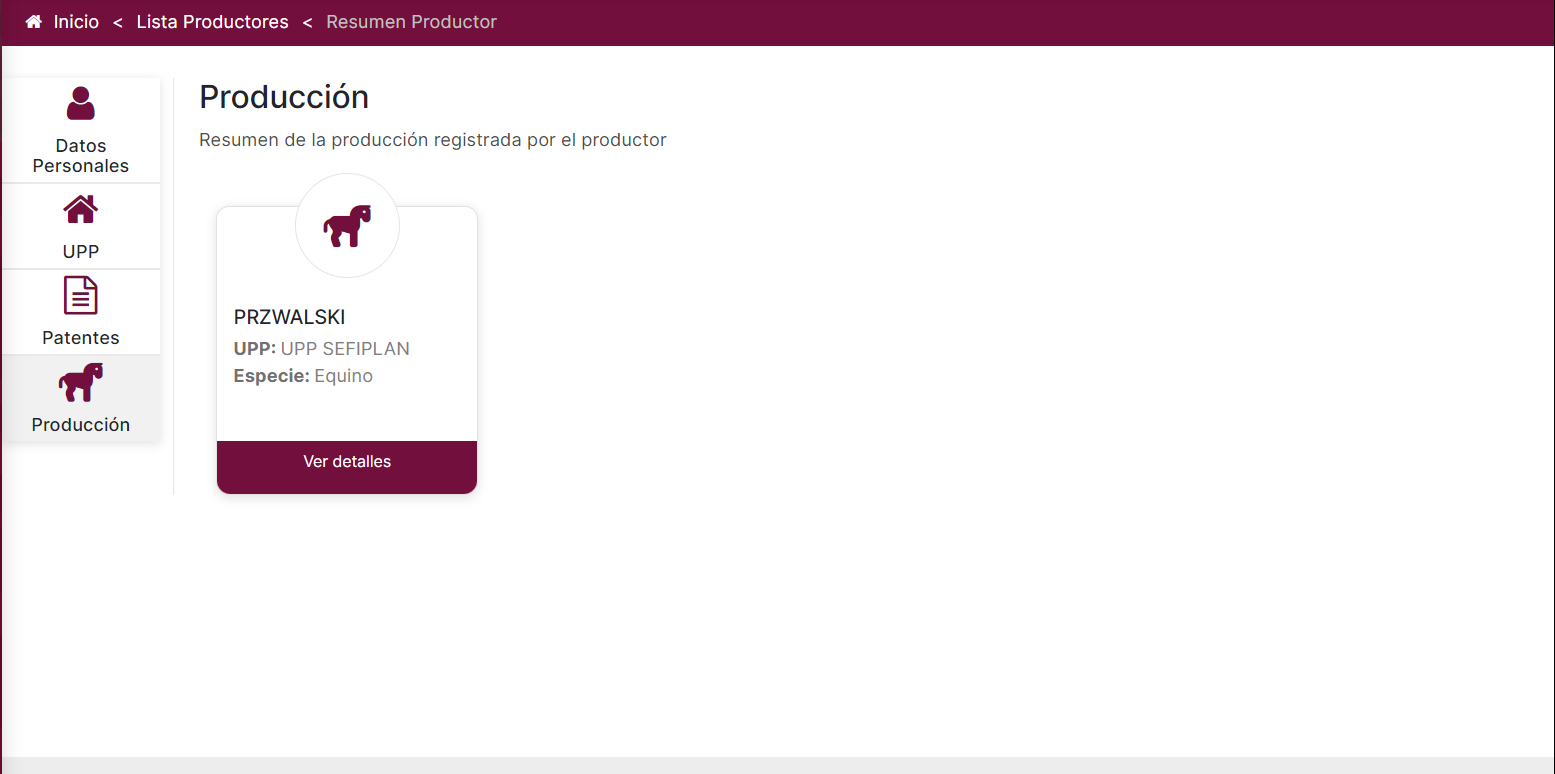 Inicio < Lista Productores < Resumen Productor
Datos
Personales
UPP
Patentes
Producción
Producción
Resumen de la producción registrada por el productor
PRZWALSKI
UPP: UPP SEFIPLAN
Especie: Equino
Ver detalles